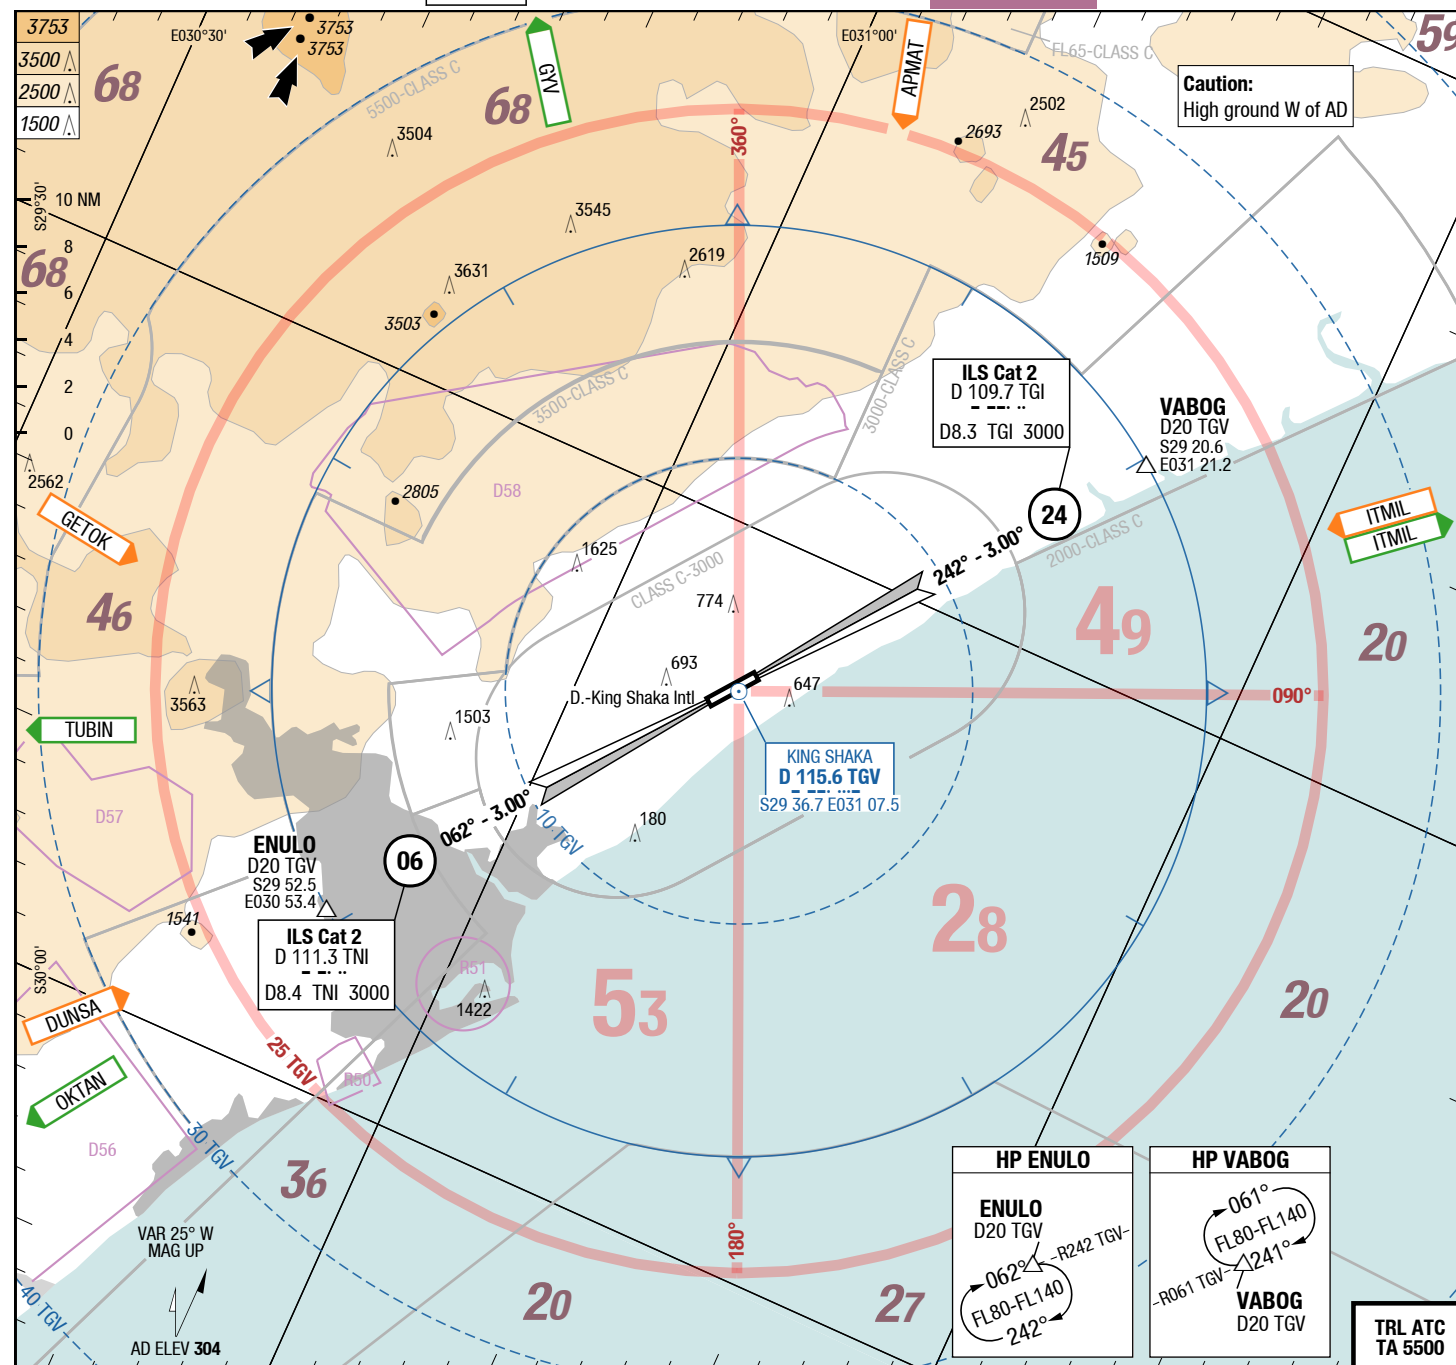 3753
3500
2500
1500
68
E030°30'
3753
3753
5500-CLASS C
3504
68
GYV
360°
E031°00'
APMAT
FL65-CLASS C
2502
2693
45
59
Caution:
High ground W of AD
S29°30'
10 NM
8
6
4
2
0
68
3545
3631
2619
3503
1509
3500-CLASS C
3000-CLASS C
ILS Cat 2
D 109.7 TGI
D8.3 TGI 3000
VABOG
D20 TGV
S29 20.6
E031 21.2
2562
2805
D58
GETOK
24
242° - 3.00°
2000-CLASS C
ITMIL
ITMIL
1625
CLASS C-3000
774
46
49
20
693
D.-King Shaka Intl
647
090°
3563
1503
TUBIN
KING SHAKA
D 115.6 TGV
S29 36.7 E031 07.5
D57
062° - 3.00°
10 TGV
180
ENULO
D20 TGV
S29 52.5
E030 53.4
06
1541
ILS Cat 2
D 111.3 TNI
D8.4 TNI 3000
R51
1422
28
53
20
S30°00'
DUNSA
25 TGV
R50
OKTAN
D56
30 TGV
36
VAR 25° W
MAG UP
40 TGV
AD ELEV 304
180°
20
27
HP ENULO
ENULO
D20 TGV
R242 TGV
062°
FL80-FL140
242°
HP VABOG
061°
FL80-FL140
241°
R061 TGV
VABOG
D20 TGV
TRL ATC
TA 5500